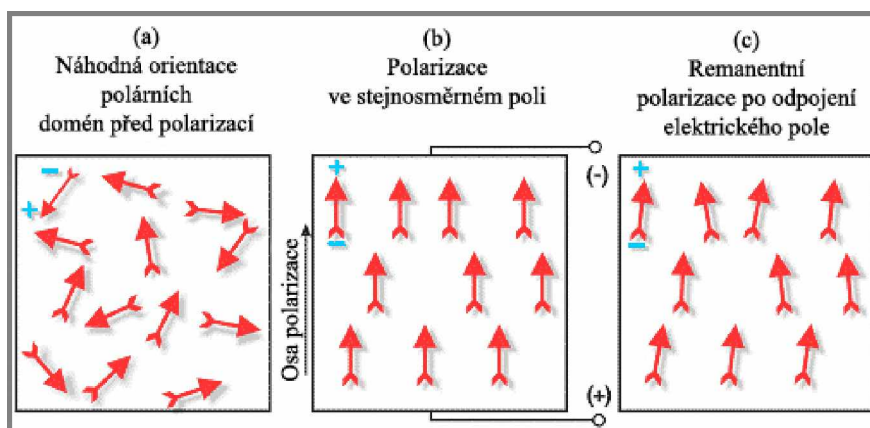 (a)
Náhodná orientace
polárních
domén před polarizací
(b)
Polarizace
ve stejnosměrném poli
(c)
Remanentní
polarizace po odpojení
elektrického pole
−
+
+
−
Osa polarizace
(-)
(+)
+
−